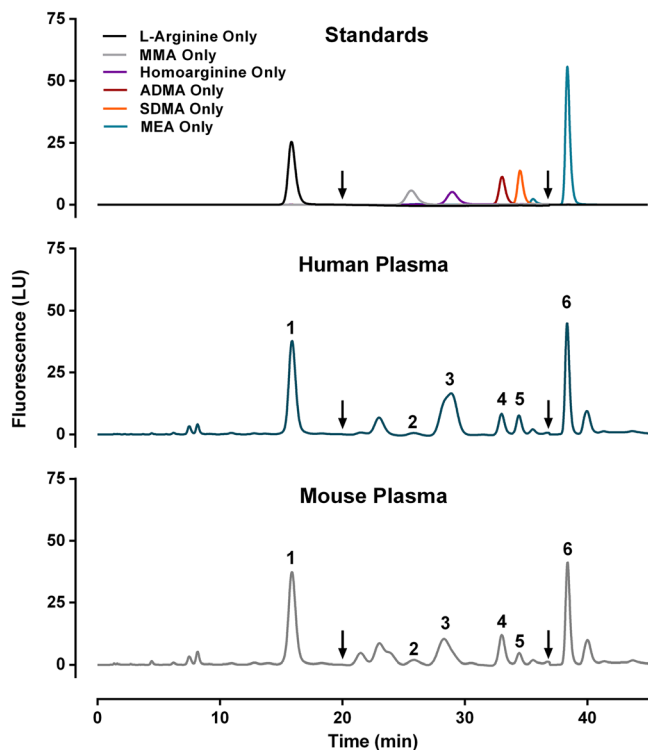 Standards
L-Arginine Only
MMA Only
Homoarginine Only
ADMA Only
SDMA Only
MEA Only
75
50
25
0
Human Plasma
75
50
25
0
1
2
3
4
5
6
Mouse Plasma
75
50
25
0
1
2
3
4
5
6
Fluorescence (LU)
0 10 20 30 40
Time (min)